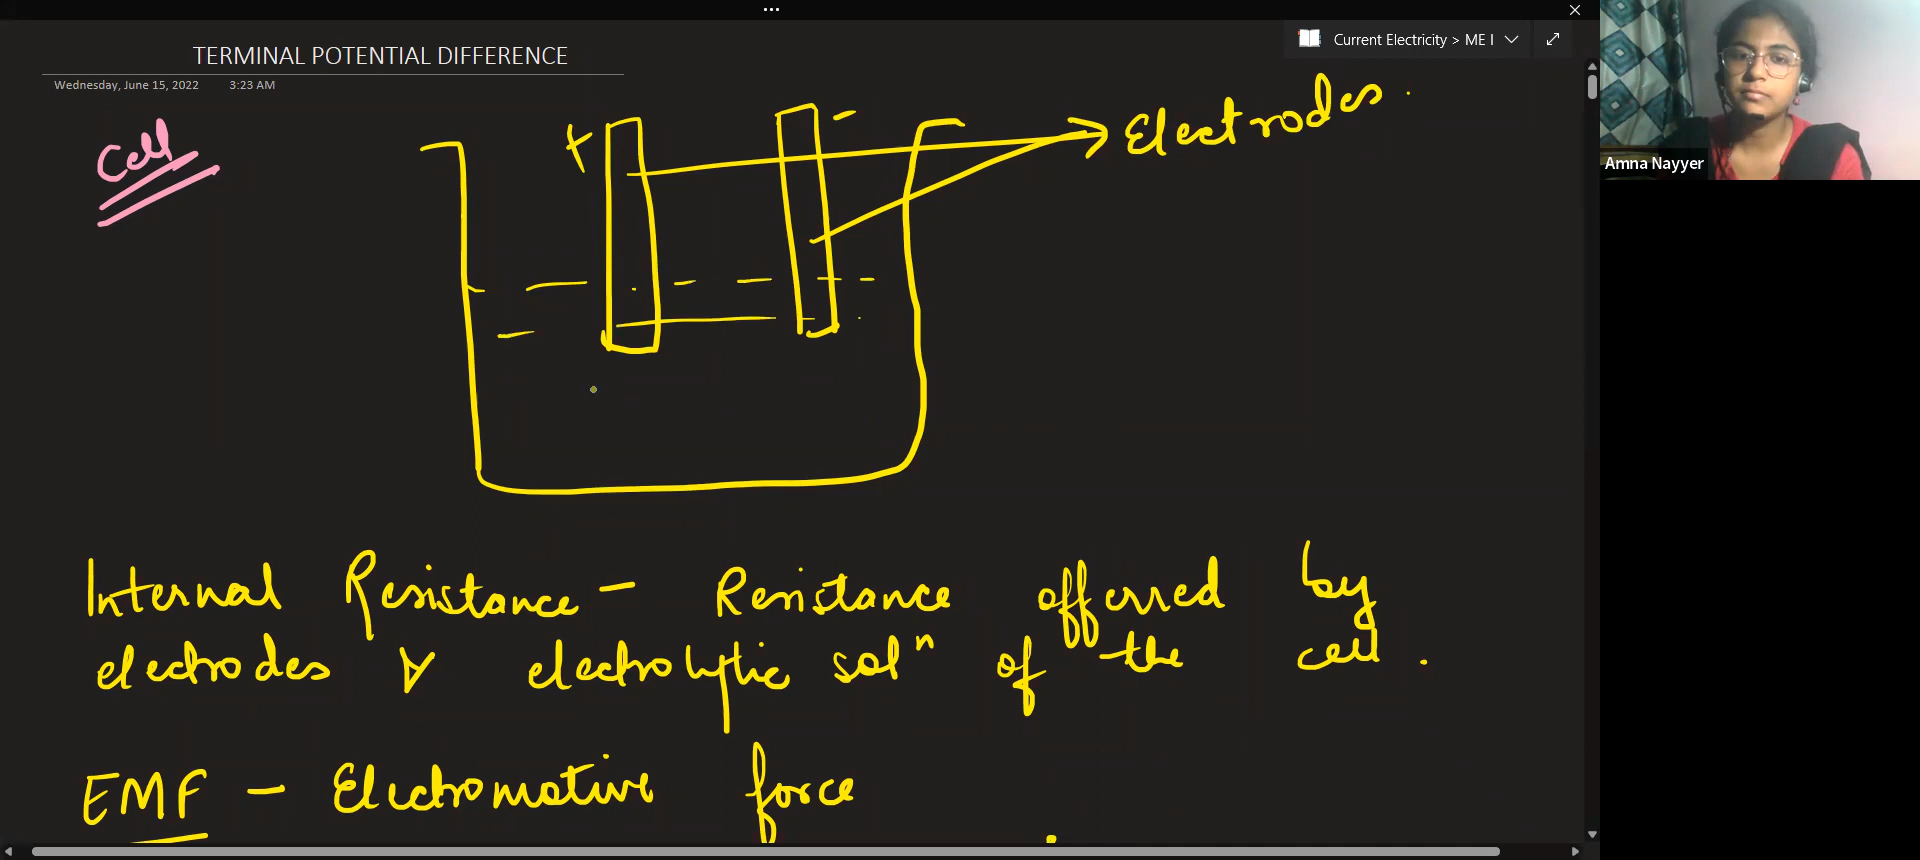 ...
Current Electricity > ME I
TERMINAL POTENTIAL DIFFERENCE
Wednesday, June 15, 2022 3:23 AM
Cell
+
-
Electrodes.
Amna Nayyer
Internal Resistance - Resistance offerred by
electrodes & electrolytic solⁿ of the cell.
EMF - Electromotive force